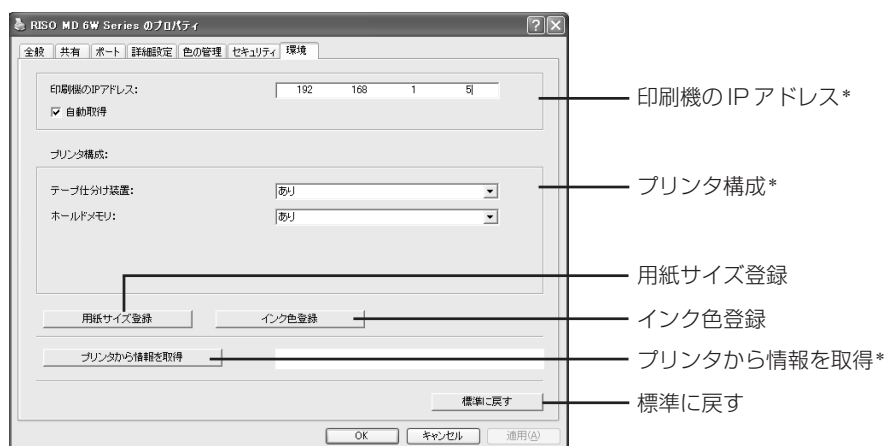 RISO MD 6W Series のプロパティ
全般 共有 ポート 詳細設定 色の管理 セキュリティ 環境
印刷機のIPアドレス: 192 168 1 5
自動取得
プリンタ構成:
テープ仕分け装置: あり
ホールドメモリ: あり
用紙サイズ登録 インク色登録
プリンタから情報を取得
標準に戻す
OK キャンセル 適用(A)
印刷機の IP アドレス*
プリンタ構成*
用紙サイズ登録
インク色登録
プリンタから情報を取得*
標準に戻す